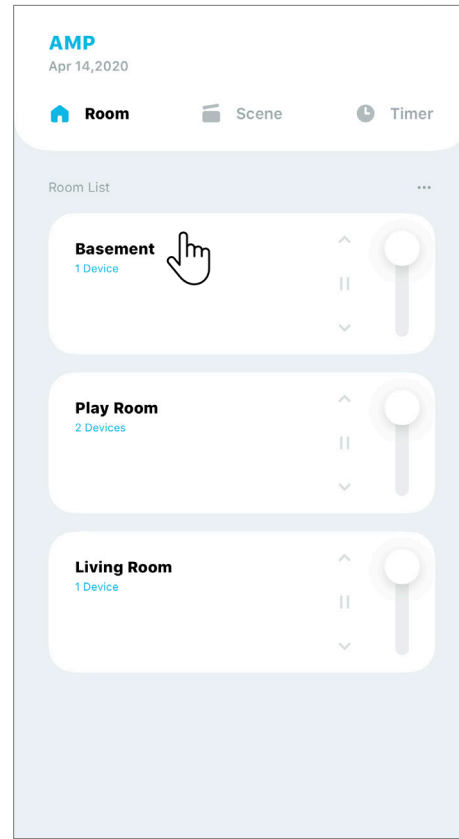 AMP
Apr 14,2020
Room Scene Timer
Room List
Basement
1 Device
Play Room
2 Devices
Living Room
1 Device